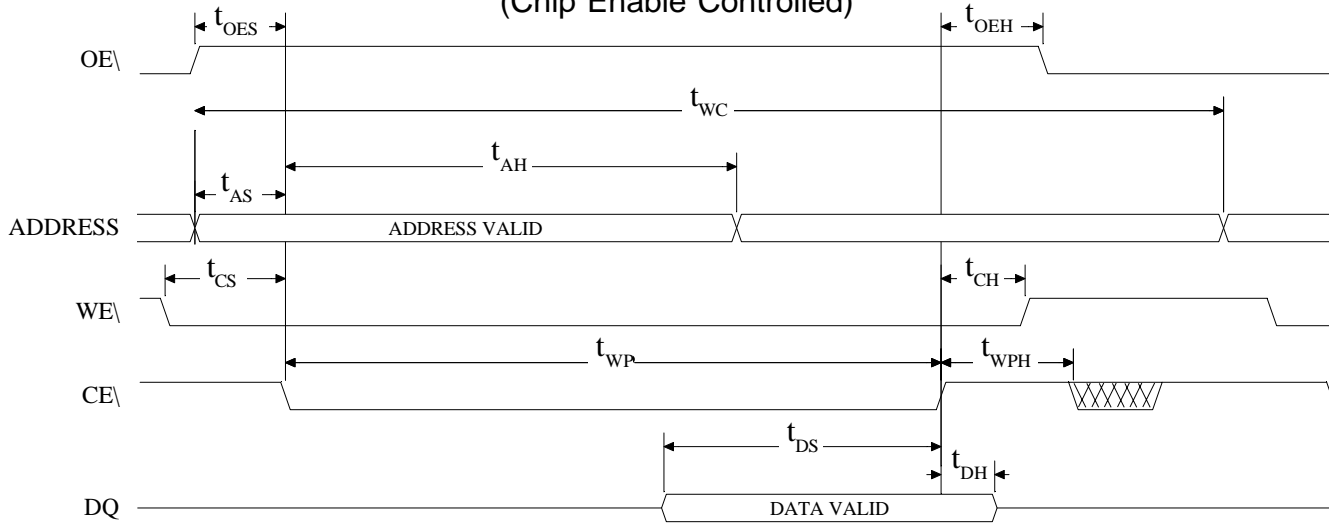 (Chip Enable Controlled)
tOES
tOEH
OE\
tWC
tAH
tAS
ADDRESS
ADDRESS VALID
tCS
tCH
WE\
tWP
tWPH
CE\
tDS
tDH
DQ
DATA VALID